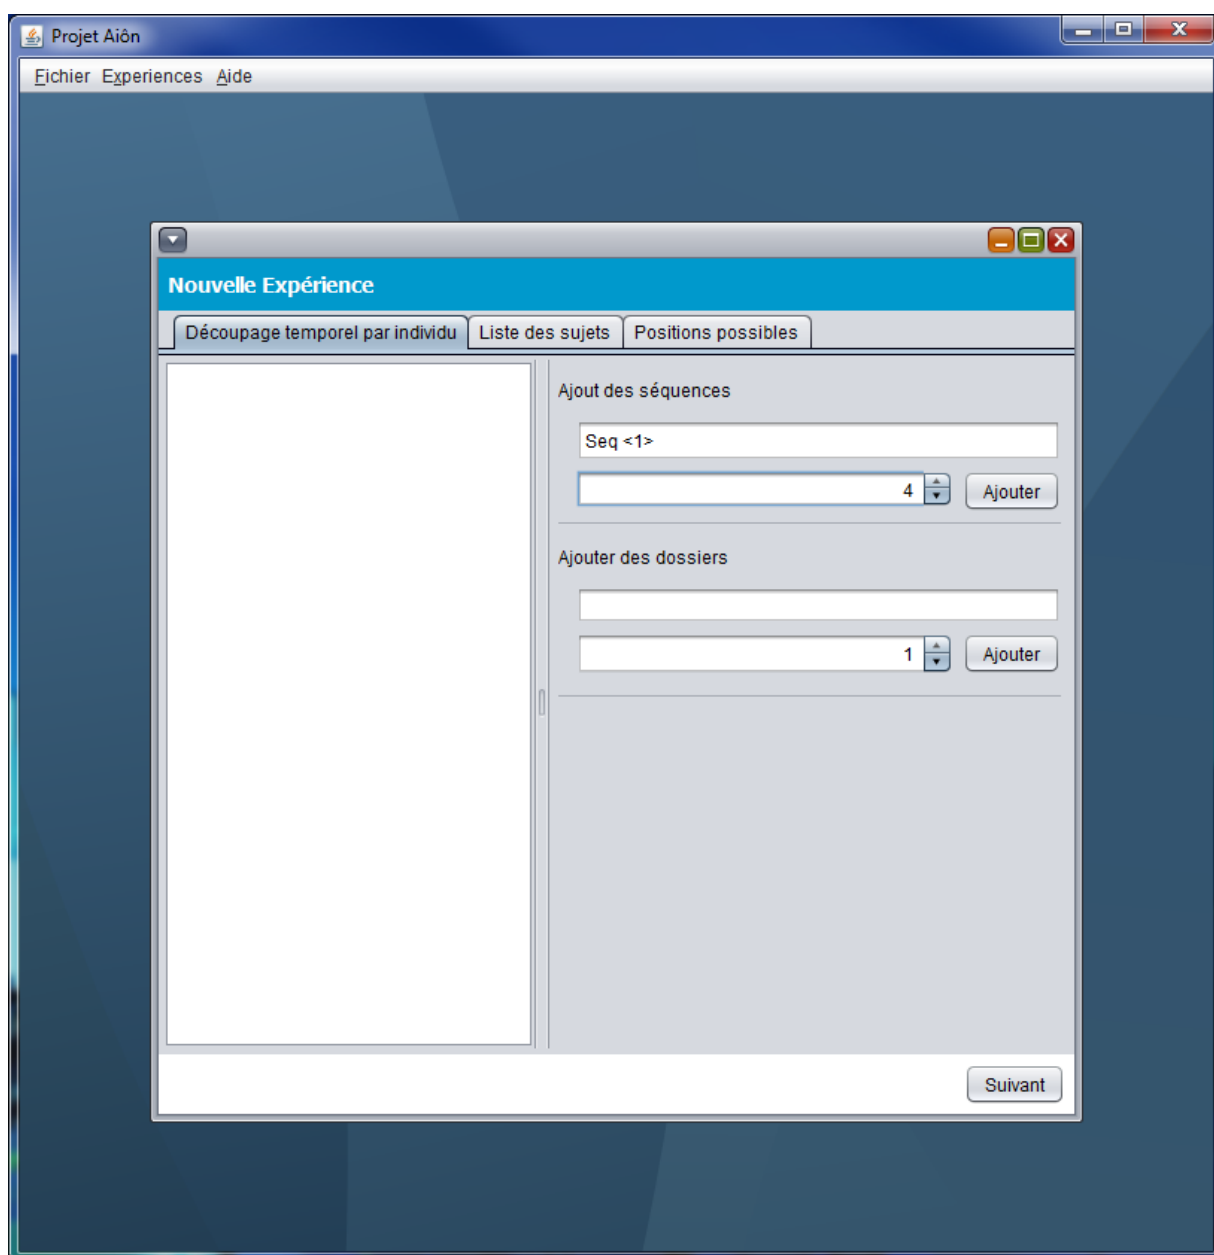 Projet Aiôn
Fichier Experiences Aide
Nouvelle Expérience
Découpage temporel par individu Liste des sujets Positions possibles
Ajout des séquences
Seq <1>
4 Ajouter
Ajouter des dossiers
1 Ajouter
Suivant